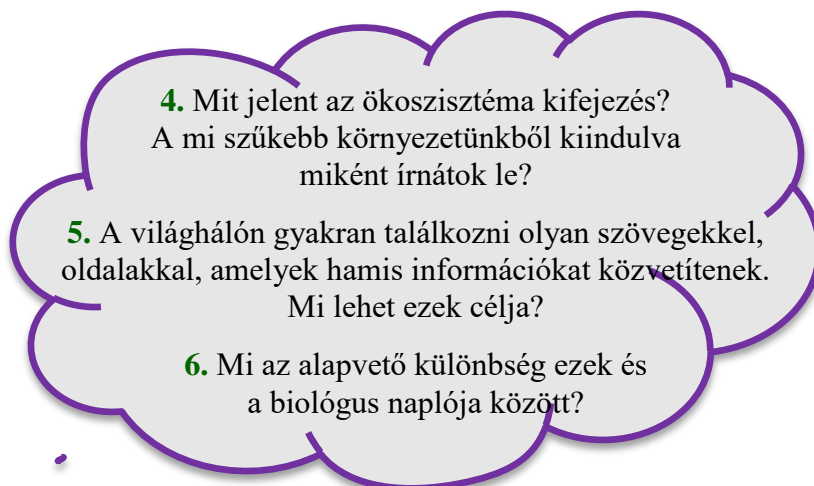 4. Mit jelent az ökoszisztéma kifejezés?
A mi szűkebb környezetünkből kiindulva
miként írnátok le?
5. A világhálón gyakran találkozni olyan szövegekkel,
oldalakkal, amelyek hamis információkat közvetítenek.
Mi lehet ezek célja?
6. Mi az alapvető különbség ezek és
a biológus naplója között?